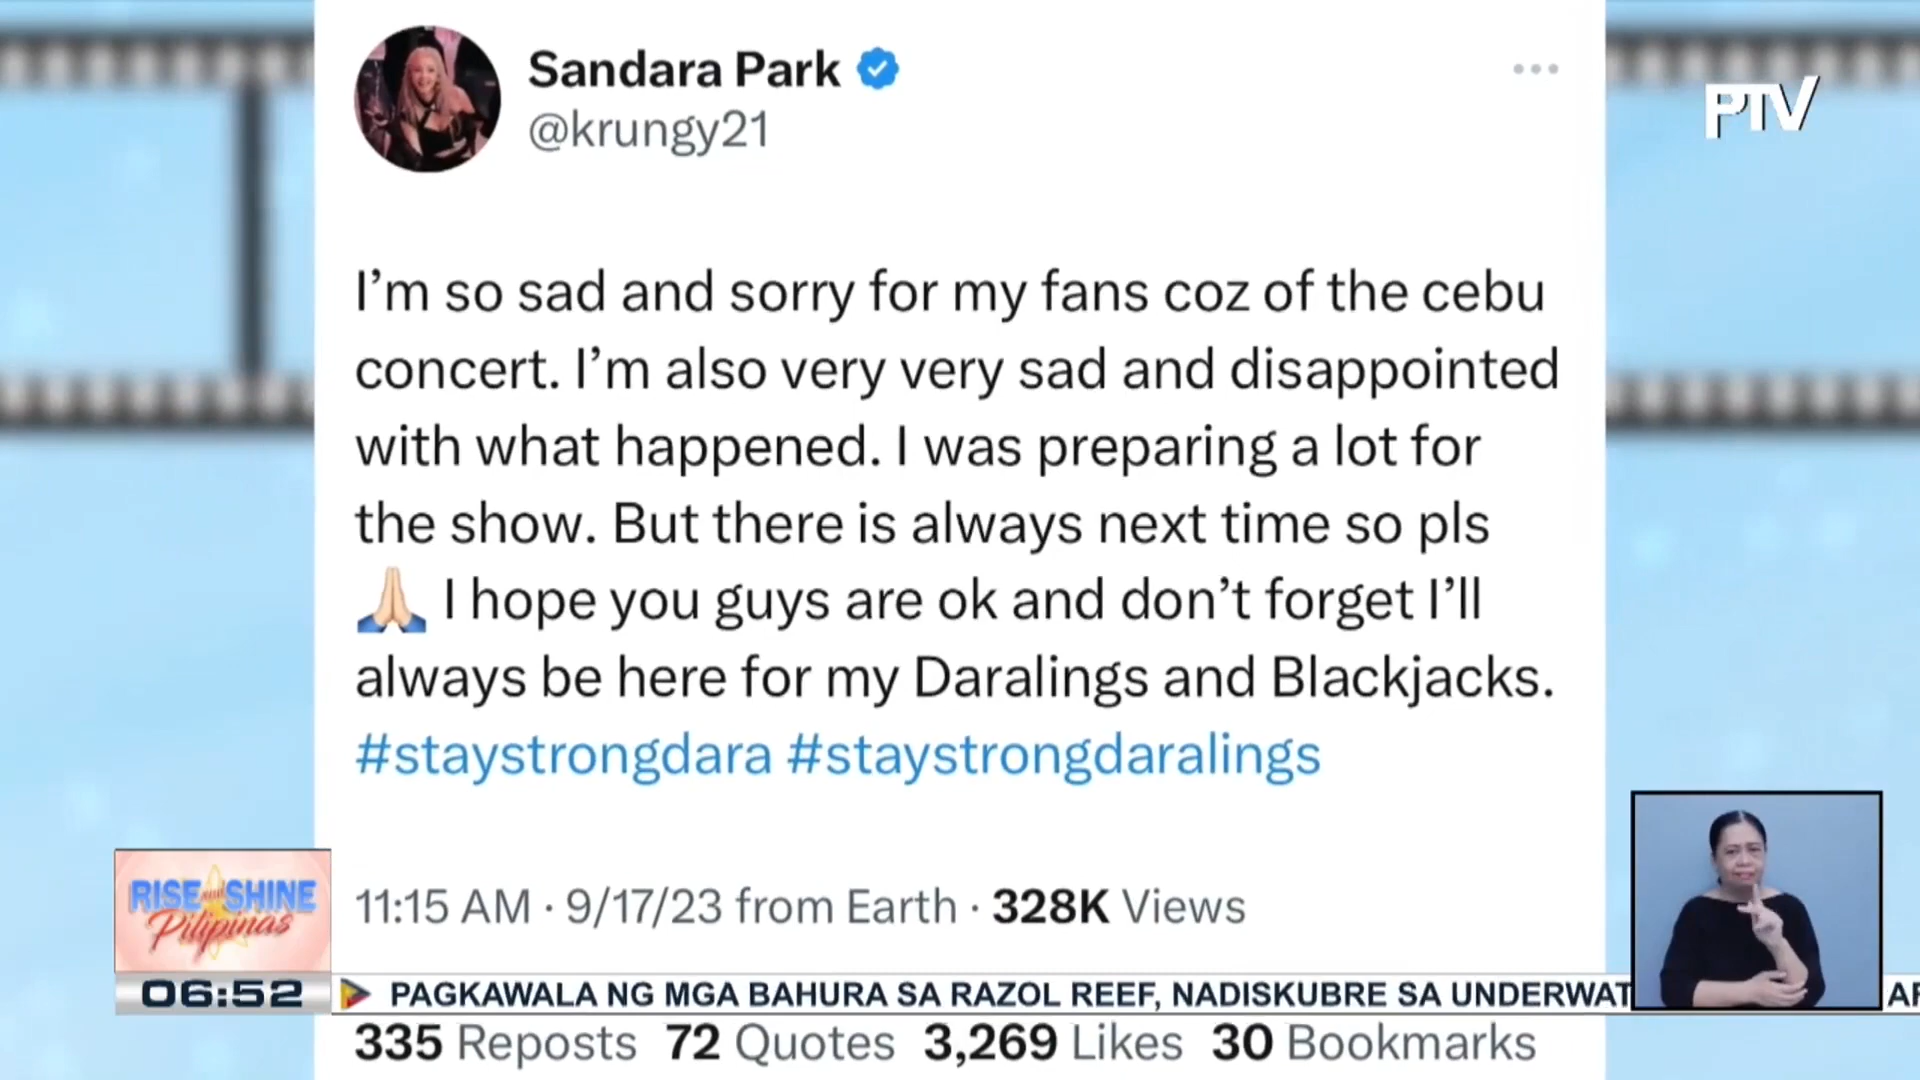 Sandara Park
@krungy21
PTV
I’m so sad and sorry for my fans coz of the cebu
concert. I’m also very very sad and disappointed
with what happened. I was preparing a lot for
the show. But there is always next time so pls
🙏🏻 I hope you guys are ok and don’t forget I’ll
always be here for my Daralings and Blackjacks.
#staystrongdara #staystrongdaralings
11:15 AM · 9/17/23 from Earth · 328K Views
RISE and SHINE
Pilipinas
06:52
PAGKAWALA NG MGA BAHURA SA RAZOL REEF, NADISKUBRE SA UNDERWAT
335 Reposts 72 Quotes 3,269 Likes 30 Bookmarks